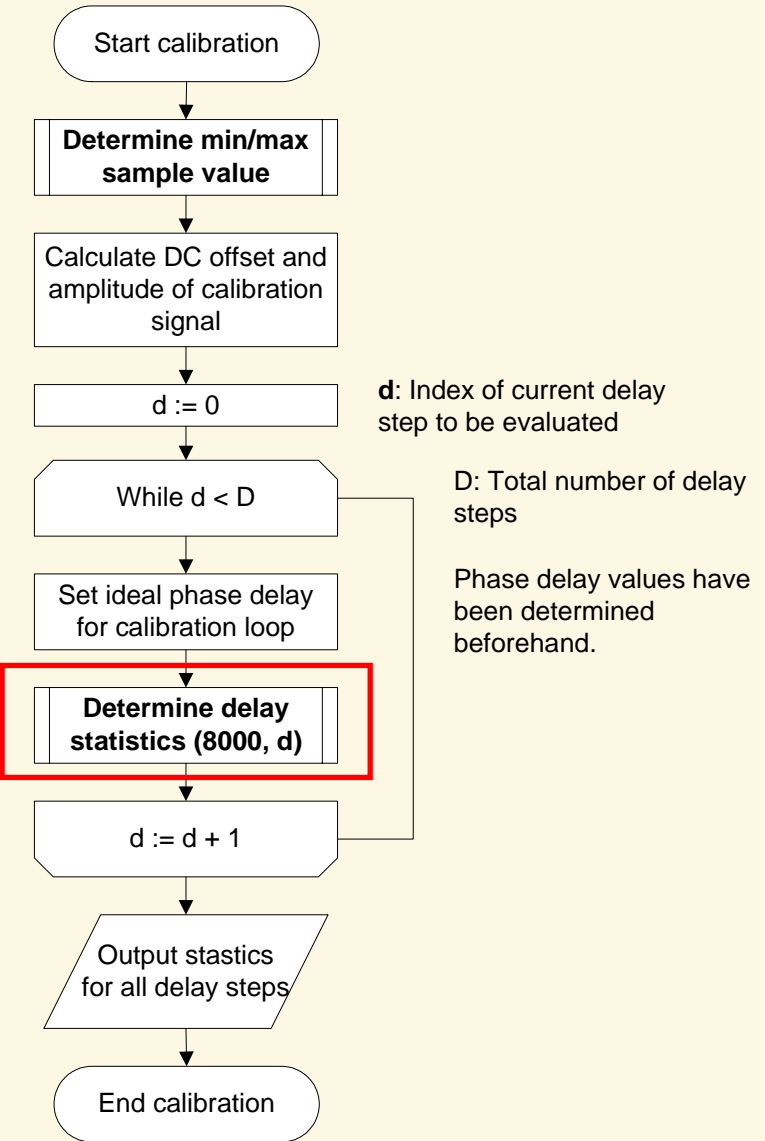 Start calibration
Determine min/max
sample value
Calculate DC offset and
amplitude of calibration
signal
d := 0
d: Index of current delay
step to be evaluated
While d < D
D: Total number of delay
steps
Phase delay values have
been determined
beforehand.
Set ideal phase delay
for calibration loop
Determine delay
statistics (8000, d)
d := d + 1
Output stastics
for all delay steps
End calibration